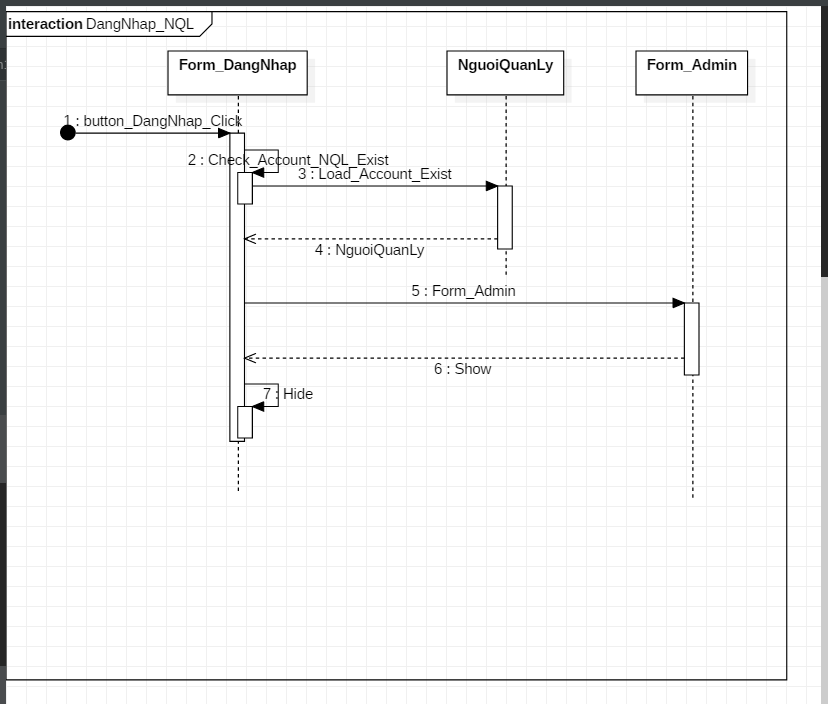 interaction DangNhap_NQL
Form_DangNhap
NguoiQuanLy
Form_Admin
1 : button_DangNhap_Click
2 : Check_Account_NQL_Exist
3 : Load_Account_Exist
4 : NguoiQuanLy
5 : Form_Admin
6 : Show
7 : Hide